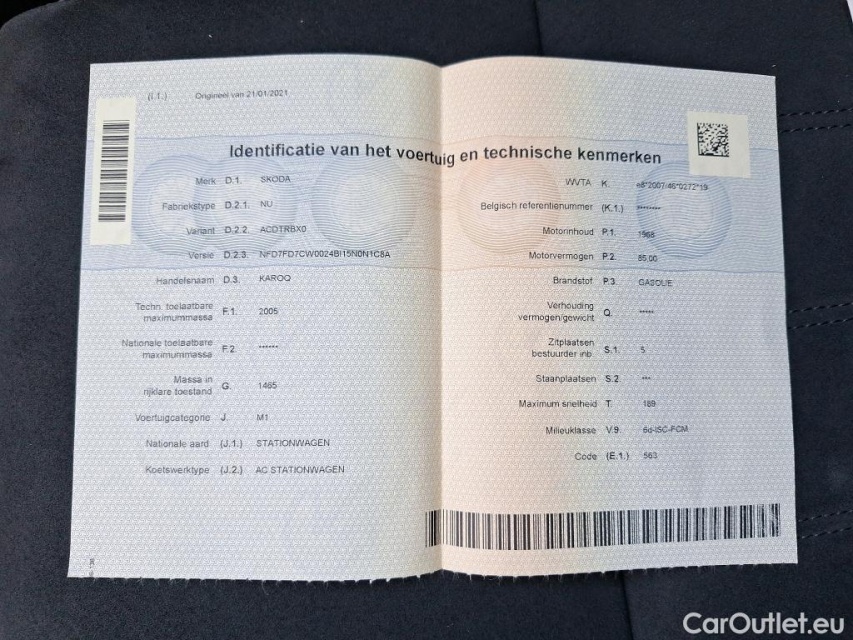 (I.1.) Origineel van 21/01/2021
Identificatie van het voertuig en technische kenmerken
Merk D.1. SKODA
Fabriekstype D.2.1. NU
Variant D.2.2. ACDTRBX0
Versie D.2.3. NFD7FD7CW0024BI15N0N1C8A
Handelsnaam D.3. KAROQ
Techn. toelaatbare
maximummassa F.1. 2005
Nationale toelaatbare
maximummassa F.2. ******
Massa in
rijklare toestand G. 1465
Voertuigcategorie J. M1
Nationale aard (J.1.) STATIONWAGEN
Koetswerktype (J.2.) AC STATIONWAGEN
WVTA K. e8*2007/46*0272*19
Belgisch referentienummer (K.1.) ********
Motorinhoud P.1. 1968
Motorvermogen P.2. 85.00
Brandstof P.3. GASOLIE
Verhouding
vermogen/gewicht Q. *****
Zitplaatsen
bestuurder inb. S.1. 5
Staanplaatsen S.2. ***
Maximum snelheid T. 189
Milieuklasse V.9. 6d-ISC-FCM
Code (E.1.) 563
CarOutlet.eu